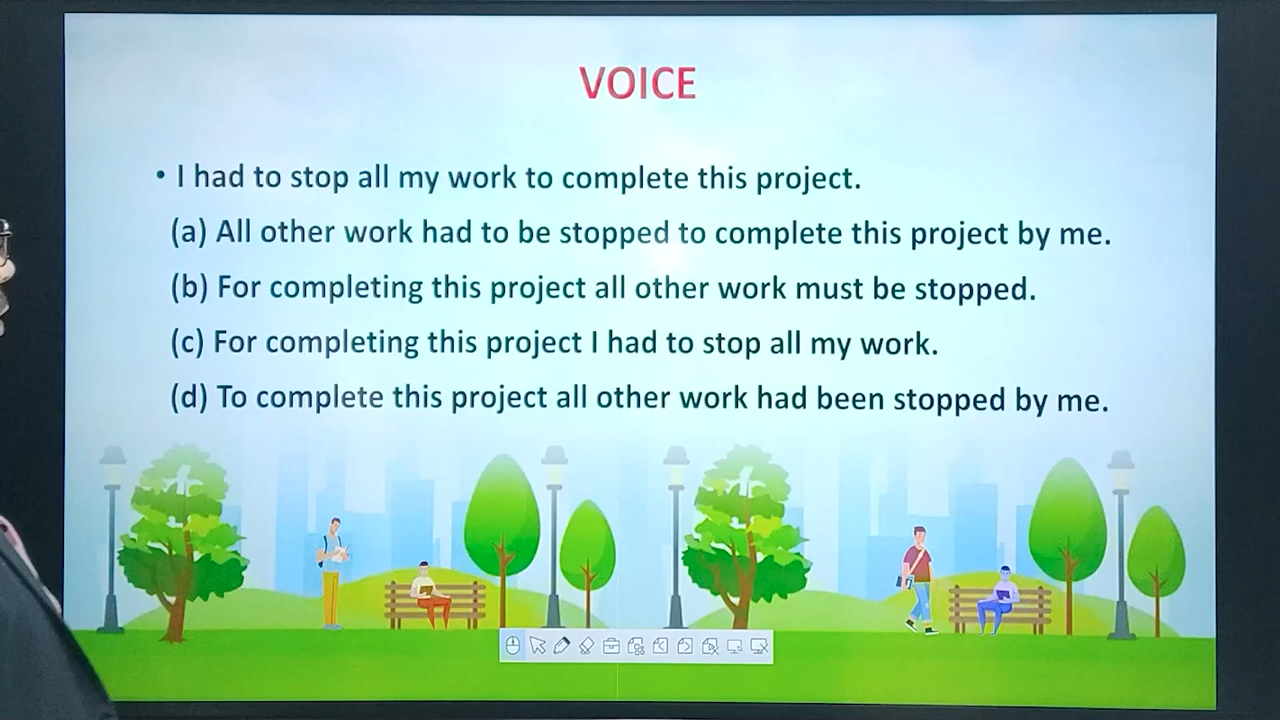 VOICE
• I had to stop all my work to complete this project.
(a) All other work had to be stopped to complete this project by me.
(b) For completing this project all other work must be stopped.
(c) For completing this project I had to stop all my work.
(d) To complete this project all other work had been stopped by me.